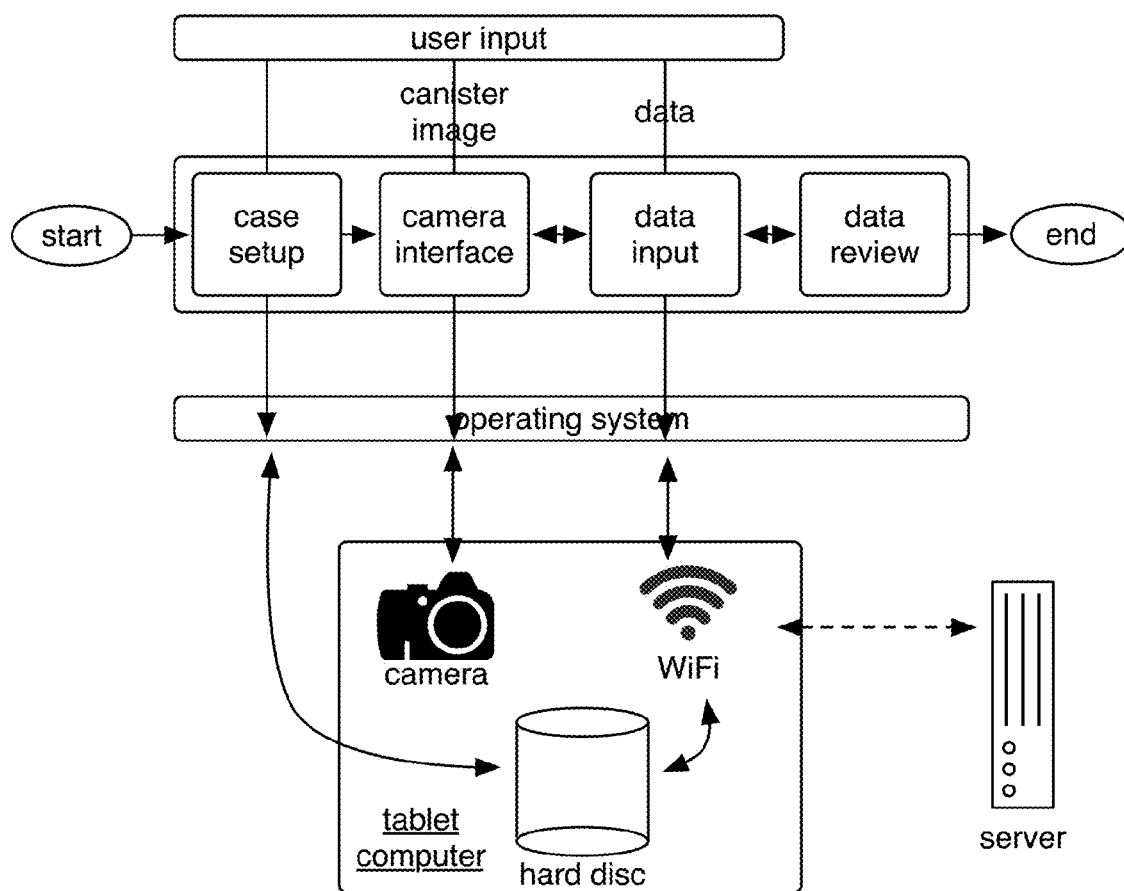 user input
canister
image
data
start
case
setup
camera
interface
data
input
data
review
end
operating system
camera
WiFi
tablet
computer
hard disc
server